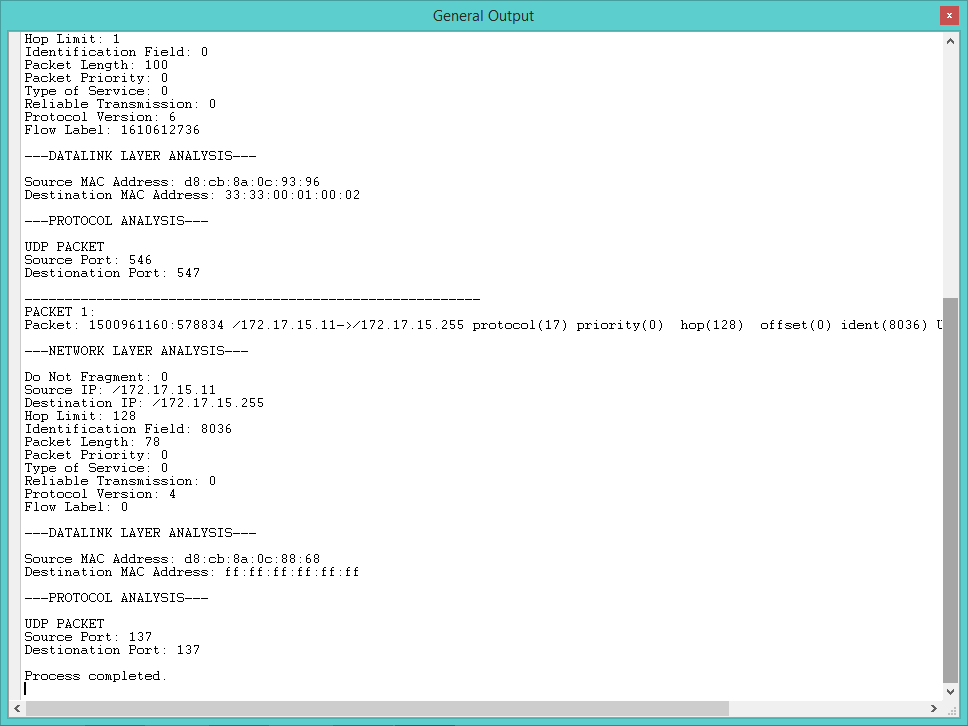 General Output
x
Hop Limit: 1
Identification Field: 0
Packet Length: 100
Packet Priority: 0
Type of Service: 0
Reliable Transmission: 0
Protocol Version: 6
Flow Label: 1610612736
---DATALINK LAYER ANALYSIS---
Source MAC Address: d8:cb:8a:0c:93:96
Destination MAC Address: 33:33:00:01:00:02
---PROTOCOL ANALYSIS---
UDP PACKET
Source Port: 546
Destionation Port: 547
---------------------------------------------------------
PACKET 1:
Packet: 1500961160:578834 /172.17.15.11->/172.17.15.255 protocol(17) priority(0)  hop(128)  offset(0) ident(8036)
---NETWORK LAYER ANALYSIS---
Do Not Fragment: 0
Source IP: /172.17.15.11
Destination IP: /172.17.15.255
Hop Limit: 128
Identification Field: 8036
Packet Length: 78
Packet Priority: 0
Type of Service: 0
Reliable Transmission: 0
Protocol Version: 4
Flow Label: 0
---DATALINK LAYER ANALYSIS---
Source MAC Address: d8:cb:8a:0c:88:68
Destination MAC Address: ff:ff:ff:ff:ff:ff
---PROTOCOL ANALYSIS---
UDP PACKET
Source Port: 137
Destionation Port: 137
Process completed.